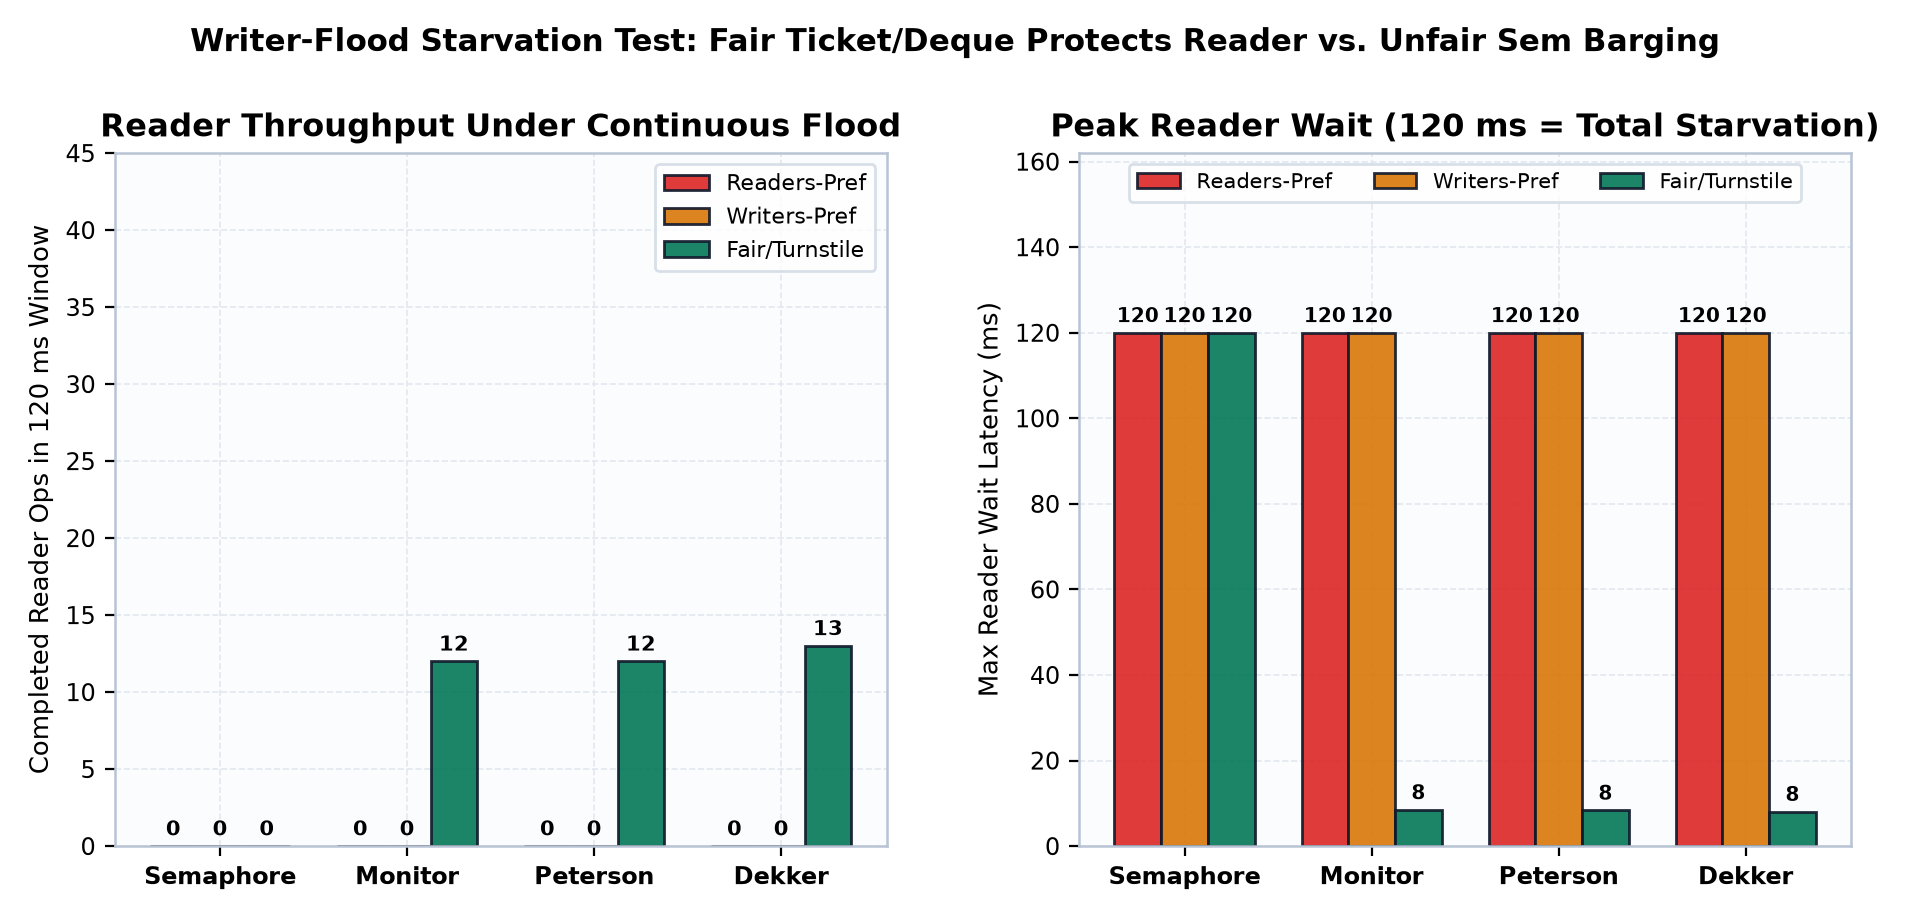 Writer-Flood Starvation Test: Fair Ticket/Deque Protects Reader vs. Unfair Sem Barging
Reader Throughput Under Continuous Flood
Completed Reader Ops in 120 ms Window
45
40
35
30
25
20
15
10
5
0
Readers-Pref
Writers-Pref
Fair/Turnstile
0 0 0
0 0 12
0 0 12
0 0 13
Semaphore Monitor Peterson Dekker
Peak Reader Wait (120 ms = Total Starvation)
Max Reader Wait Latency (ms)
160
140
120
100
80
60
40
20
0
Readers-Pref Writers-Pref Fair/Turnstile
120 120 120
120 120 8
120 120 8
120 120 8
Semaphore Monitor Peterson Dekker